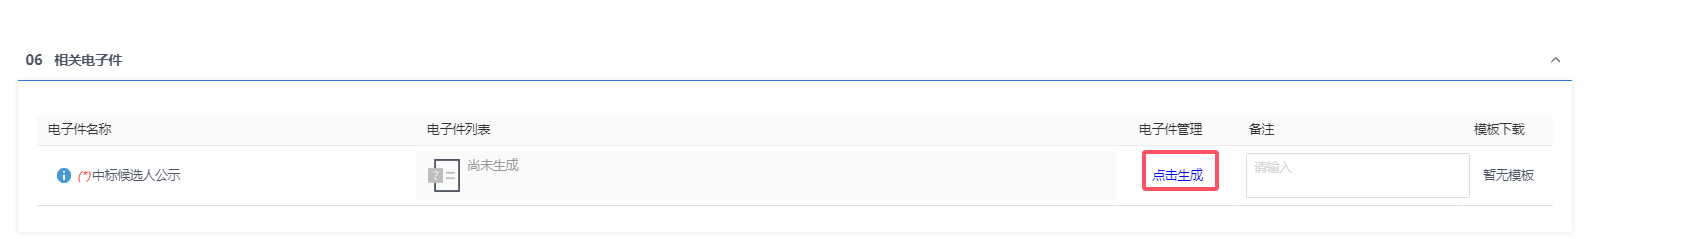 06 相关电子件
电子件名称 电子件列表 电子件管理 备注 模板下载
(*)中标候选人公示 尚未生成 点击生成 请输入 暂无模板